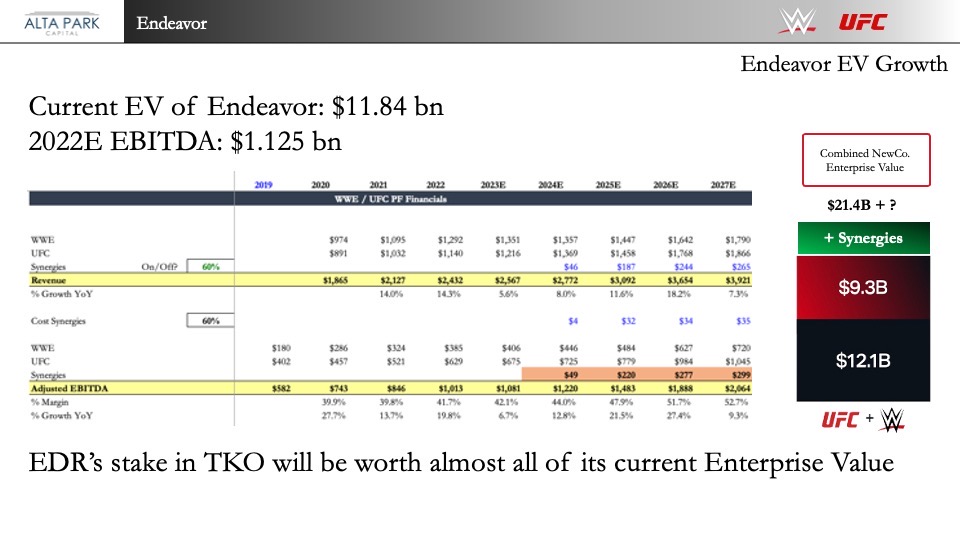 ALTA PARK
CAPITAL
Endeavor
WW
UFC
Endeavor EV Growth
Current EV of Endeavor: $11.84 bn
2022E EBITDA: $1.125 bn
2019 2020 2021 2022 2023E 2024E 2025E 2026E 2027E
WWE / UFC PF Financials
WWE $974 $1,095 $1,292 $1,351 $1,357 $1,447 $1,642 $1,790
UFC $891 $1,032 $1,140 $1,216 $1,369 $1,458 $1,768 $1,866
Synergies On/Off? 60% $46 $187 $244 $265
Revenue $1,865 $2,127 $2,432 $2,567 $2,772 $3,092 $3,654 $3,921
% Growth YoY 14.0% 14.3% 5.6% 8.0% 11.6% 18.2% 7.3%
Cost Synergies 60% $4 $32 $34 $35
WWE $180 $286 $324 $385 $406 $446 $484 $627 $720
UFC $402 $457 $521 $629 $675 $725 $779 $984 $1,045
Synergies $49 $220 $277 $299
Adjusted EBITDA $582 $743 $846 $1,013 $1,081 $1,220 $1,483 $1,888 $2,064
% Margin 39.9% 39.8% 41.7% 42.1% 44.0% 47.9% 51.7% 52.7%
% Growth YoY 27.7% 13.7% 19.8% 6.7% 12.8% 21.5% 27.4% 9.3%
Combined NewCo.
Enterprise Value
$21.4B + ?
+ Synergies
$9.3B
$12.1B
UFC + W
EDR's stake in TKO will be worth almost all of its current Enterprise Value